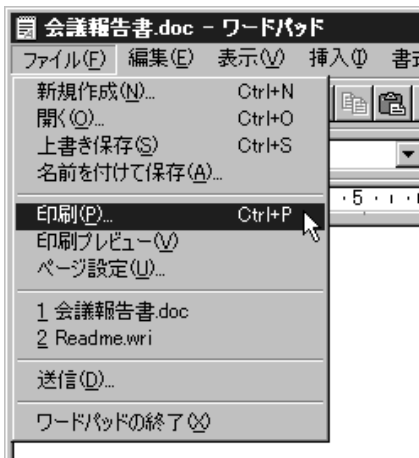 会議報告書.doc - ワードパッド
ファイル(F) 編集(E) 表示(V) 挿入(I) 書式
新規作成(N)... Ctrl+N
開く(O)... Ctrl+O
上書き保存(S) Ctrl+S
名前を付けて保存(A)...
印刷(P)... Ctrl+P
印刷プレビュー(V)
ページ設定(U)...
1 会議報告書.doc
2 Readme.wri
送信(D)...
ワードパッドの終了(X)
5